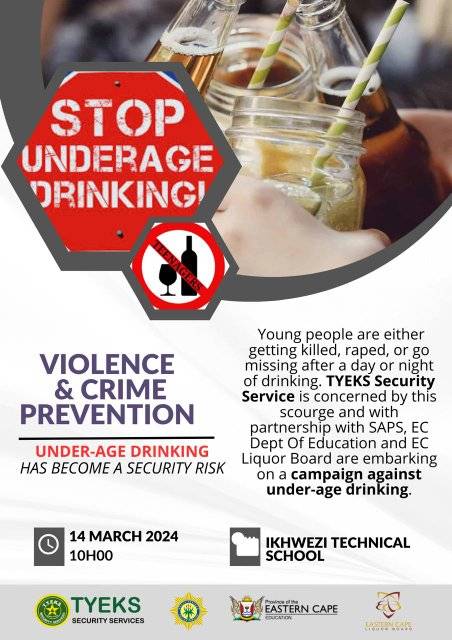 STOP
UNDERAGE
DRINKING!
TEENAGERS
VIOLENCE
& CRIME
PREVENTION
UNDER-AGE DRINKING
HAS BECOME A SECURITY RISK
Young people are either
getting killed, raped, or go
missing after a day or night
of drinking. TYEKS Security
Service is concerned by this
scourge and with
partnership with SAPS, EC
Dept Of Education and EC
Liquor Board are embarking
on a campaign against
under-age drinking.
14 MARCH 2024
10H00
IKHWEZI TECHNICAL
SCHOOL
TYEKS
SECURITY SERVICES
Province of the
EASTERN CAPE
EDUCATION
EASTERN CAPE
LIQUOR BOARD